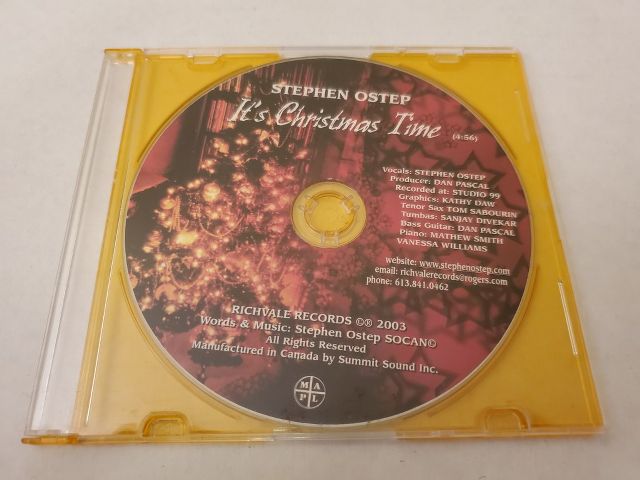 STEPHEN OSTEP
It's Christmas Time (4:56)
Vocals: STEPHEN OSTEP
Producer: DAN PASCAL
Recorded at: STUDIO 99
Graphics: KATHY DAW
Tenor Sax TOM SABOURIN
Tumbas: SANJAY DIVEKAR
Bass Guitar: DAN PASCAL
Piano: MATHEW SMITH
VANESSA WILLIAMS
website: www.stephenostep.com
email: richvalerecords@rogers.com
phone: 613.841.0462
RICHVALE RECORDS ©® 2003
Words & Music: Stephen Ostep SOCAN©
All Rights Reserved
Manufactured in Canada by Summit Sound Inc.
M A
P L